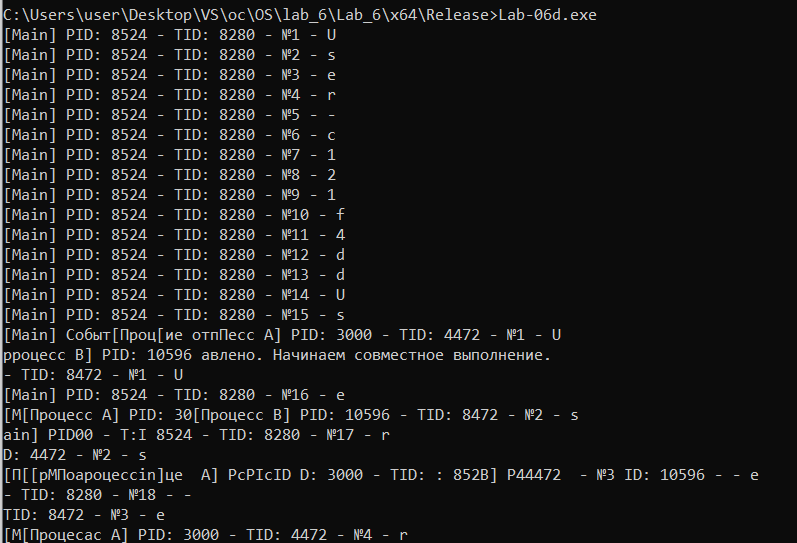 C:\Users\user\Desktop\VS\oc\OS\lab_6\Lab_6\x64\Release>Lab-06d.exe
[Main] PID: 8524 - TID: 8280 - №1 - U
[Main] PID: 8524 - TID: 8280 - №2 - s
[Main] PID: 8524 - TID: 8280 - №3 - e
[Main] PID: 8524 - TID: 8280 - №4 - r
[Main] PID: 8524 - TID: 8280 - №5 - -
[Main] PID: 8524 - TID: 8280 - №6 - c
[Main] PID: 8524 - TID: 8280 - №7 - 1
[Main] PID: 8524 - TID: 8280 - №8 - 2
[Main] PID: 8524 - TID: 8280 - №9 - 1
[Main] PID: 8524 - TID: 8280 - №10 - f
[Main] PID: 8524 - TID: 8280 - №11 - 4
[Main] PID: 8524 - TID: 8280 - №12 - d
[Main] PID: 8524 - TID: 8280 - №13 - d
[Main] PID: 8524 - TID: 8280 - №14 - U
[Main] PID: 8524 - TID: 8280 - №15 - s
[Main] Событ[Проц[ие отпПесс A] PID: 3000 - TID: 4472 - №1 - U
рроцесс B] PID: 10596 авлено. Начинаем совместное выполнение.
- TID: 8472 - №1 - U
[Main] PID: 8524 - TID: 8280 - №16 - e
[M[Процесс A] PID: 30[Процесс B] PID: 10596 - TID: 8472 - №2 - s
ain] PID00 - T:I 8524 - TID: 8280 - №17 - r
D: 4472 - №2 - s
[П[[рMПоароцессin]це  A] PсPIсID D: 3000 - TID: : 852B] P44472  - №3 ID: 10596 - - e
- TID: 8280 - №18 - -
TID: 8472 - №3 - e
[M[Процесaс A] PID: 3000 - TID: 4472 - №4 - r